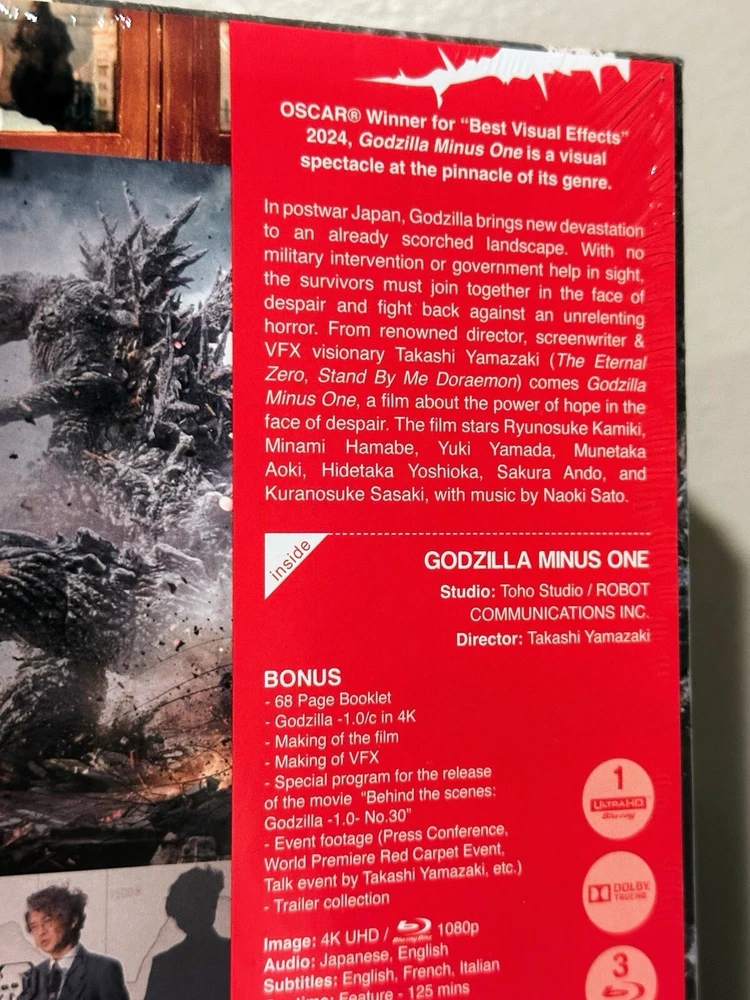 OSCAR® Winner for “Best Visual Effects”
2024, Godzilla Minus One is a visual
spectacle at the pinnacle of its genre.
In postwar Japan, Godzilla brings new devastation
to an already scorched landscape. With no
military intervention or government help in sight,
the survivors must join together in the face of
despair and fight back against an unrelenting
horror. From renowned director, screenwriter &
VFX visionary Takashi Yamazaki (The Eternal
Zero, Stand By Me Doraemon) comes Godzilla
Minus One, a film about the power of hope in the
face of despair. The film stars Ryunosuke Kamiki,
Minami Hamabe, Yuki Yamada, Munetaka
Aoki, Hidetaka Yoshioka, Sakura Ando, and
Kuranosuke Sasaki, with music by Naoki Sato.
inside
GODZILLA MINUS ONE
Studio: Toho Studio / ROBOT
COMMUNICATIONS INC.
Director: Takashi Yamazaki
BONUS
- 68 Page Booklet
- Godzilla -1.0/c in 4K
- Making of the film
- Making of VFX
- Special program for the release
of the movie “Behind the scenes:
Godzilla -1.0- No.30”
- Event footage (Press Conference,
World Premiere Red Carpet Event,
Talk event by Takashi Yamazaki, etc.)
- Trailer collection
1
ULTRA HD
Blu-ray
DOLBY
TRUEHD
3
Image: 4K UHD / Blu-ray Disc 1080p
Audio: Japanese, English
Subtitles: English, French, Italian
Feature - 125 mins